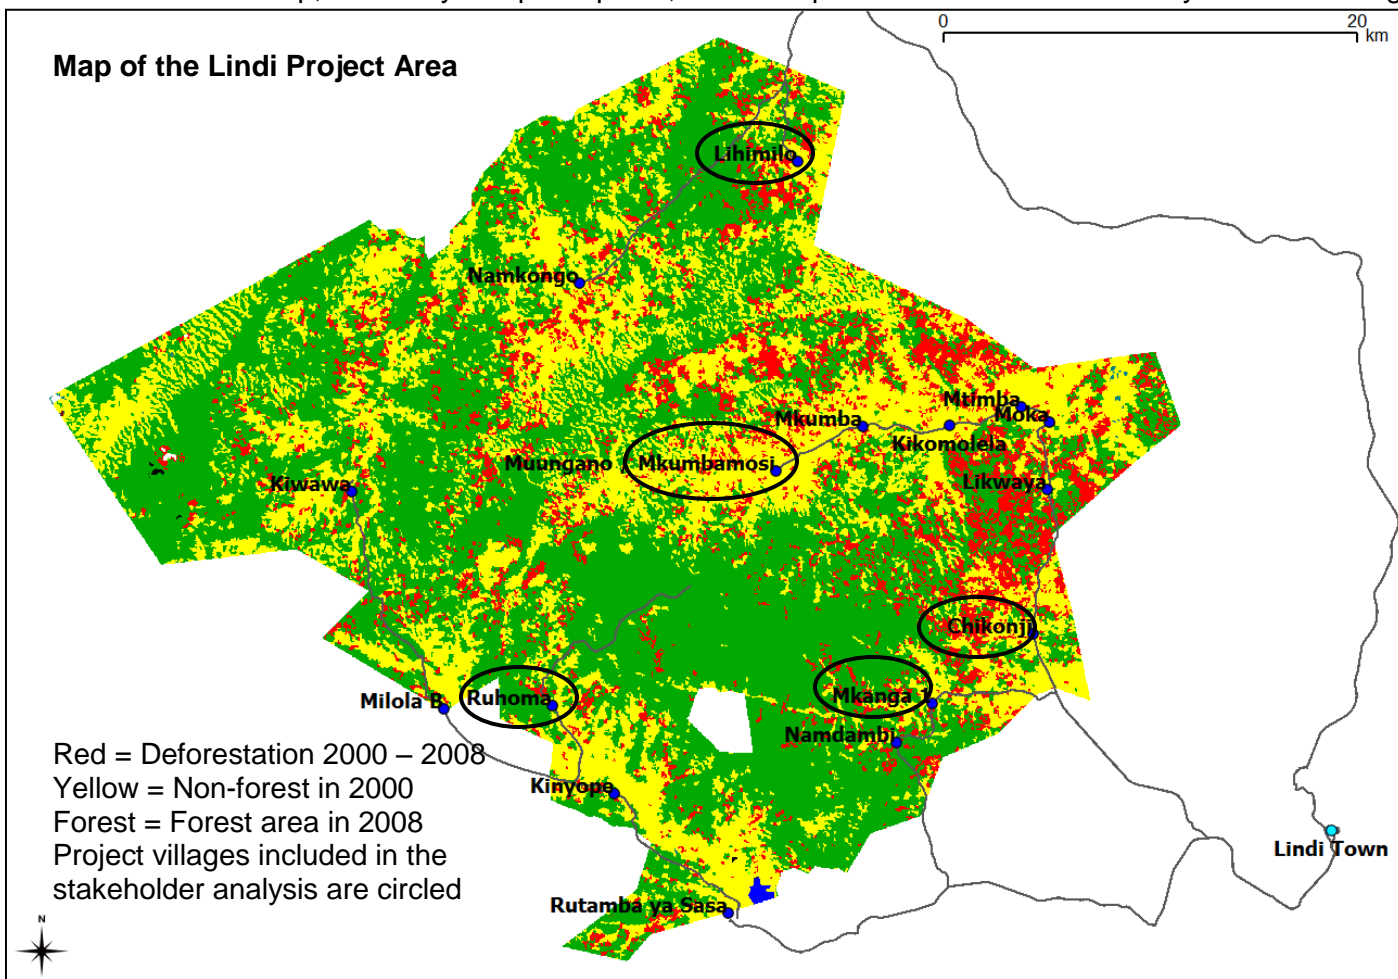 0 20
km
Map of the Lindi Project Area
Lihimilo
Namkongo
Mtimba
Moka
Mkumba
Kikomolela
Muungano
Mkumbamosi
Likwaya
Kiwawa
Chikonji
Mkanga 1
Ruhoma
Milola B
Namdambi
Red = Deforestation 2000 – 2008
Yellow = Non-forest in 2000
Forest = Forest area in 2008
Project villages included in the
stakeholder analysis are circled
Kinyope
Lindi Town
Rutamba ya Sasa
N